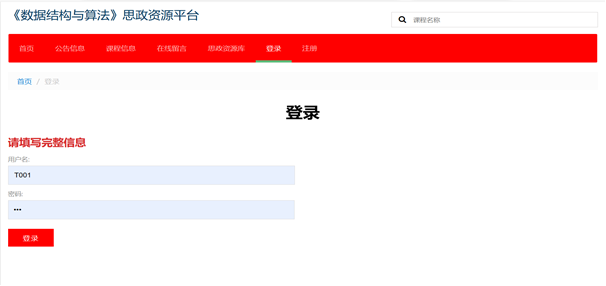 《数据结构与算法》思政资源平台
课程名称
首页 公告信息 课程信息 在线留言 思政资源库 登录 注册
首页 / 登录
登录
请填写完整信息
用户名:
T001
密码:
•••
登录